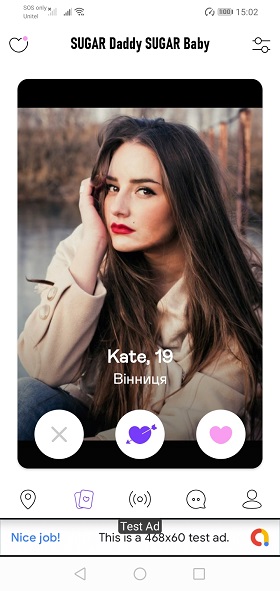 SOS only
Unitel
100
15:02
SUGAR Daddy SUGAR Baby
Kate, 19
Вінниця
Test Ad
Nice job!
This is a 468x60 test ad.